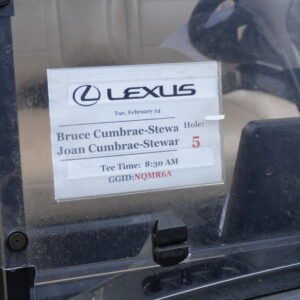 LEXUS
Tue, February 24
Bruce Cumbrae-Stewa
Hole:
Joan Cumbrae-Stewar
5
Tee Time: 8:30 AM
GGID:NQMR6A